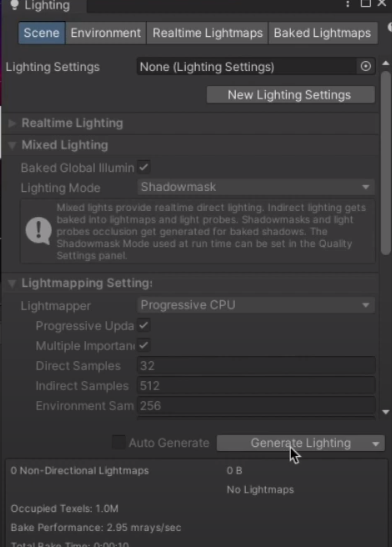 Lighting
Scene Environment Realtime Lightmaps Baked Lightmaps
Lighting Settings None (Lighting Settings)
New Lighting Settings
Realtime Lighting
Mixed Lighting
Baked Global Illumin
Lighting Mode Shadowmask
Mixed lights provide realtime direct lighting. Indirect lighting gets
baked into lightmaps and light probes. Shadowmasks and light
probes occlusion get generated for baked shadows. The
Shadowmask Mode used at run time can be set in the Quality
Settings panel.
Lightmapping Settings
Lightmapper Progressive CPU
Progressive Upda
Multiple Importan
Direct Samples 32
Indirect Samples 512
Environment Sam 256
Auto Generate Generate Lighting
0 Non-Directional Lightmaps 0 B
No Lightmaps
Occupied Texels: 1.0M
Bake Performance: 2.95 mrays/sec
Total Bake Time: 0:00:10